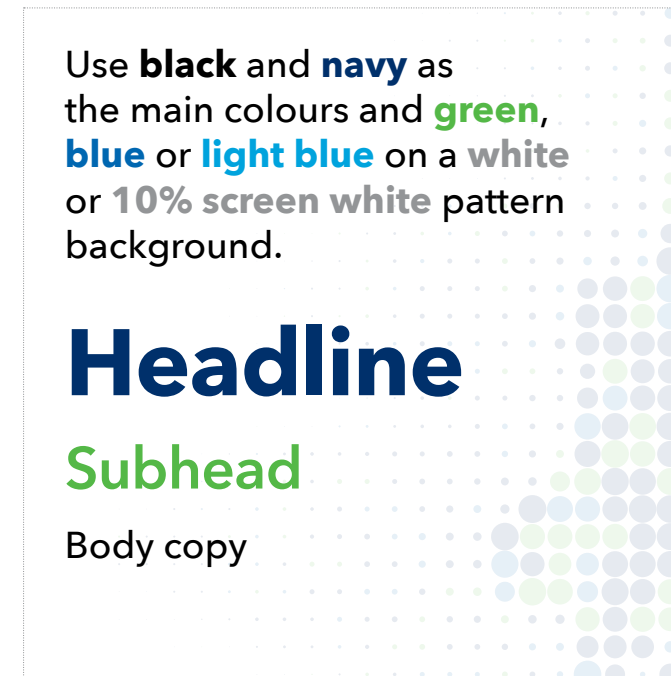 Use black and navy as
the main colours and green,
blue or light blue on a white
or 10% screen white pattern
background.
Headline
Subhead
Body copy